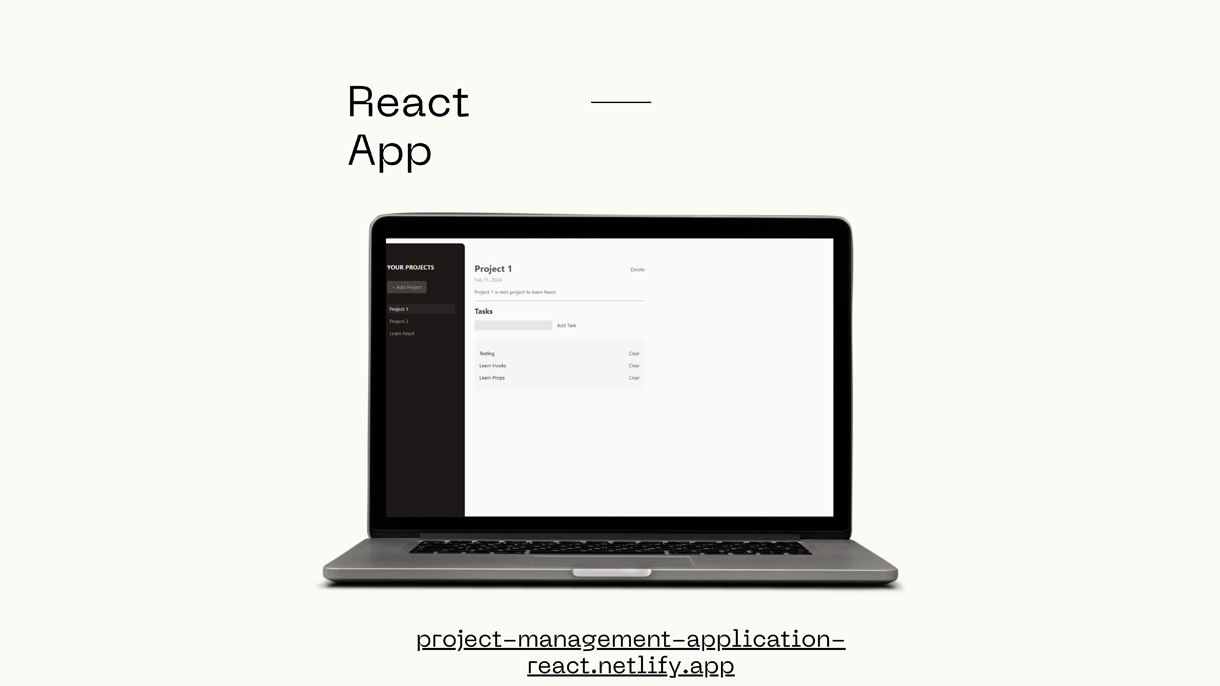 React
App
YOUR PROJECTS
+ Add Project
Project 1
Project 2
Learn React
Project 1
Delete
Feb 11, 2024
Project 1 is mini project to learn React
Tasks
Add Task
Testing
Clear
Learn Hooks
Clear
Learn Props
Clear
project-management-application-
react.netlify.app